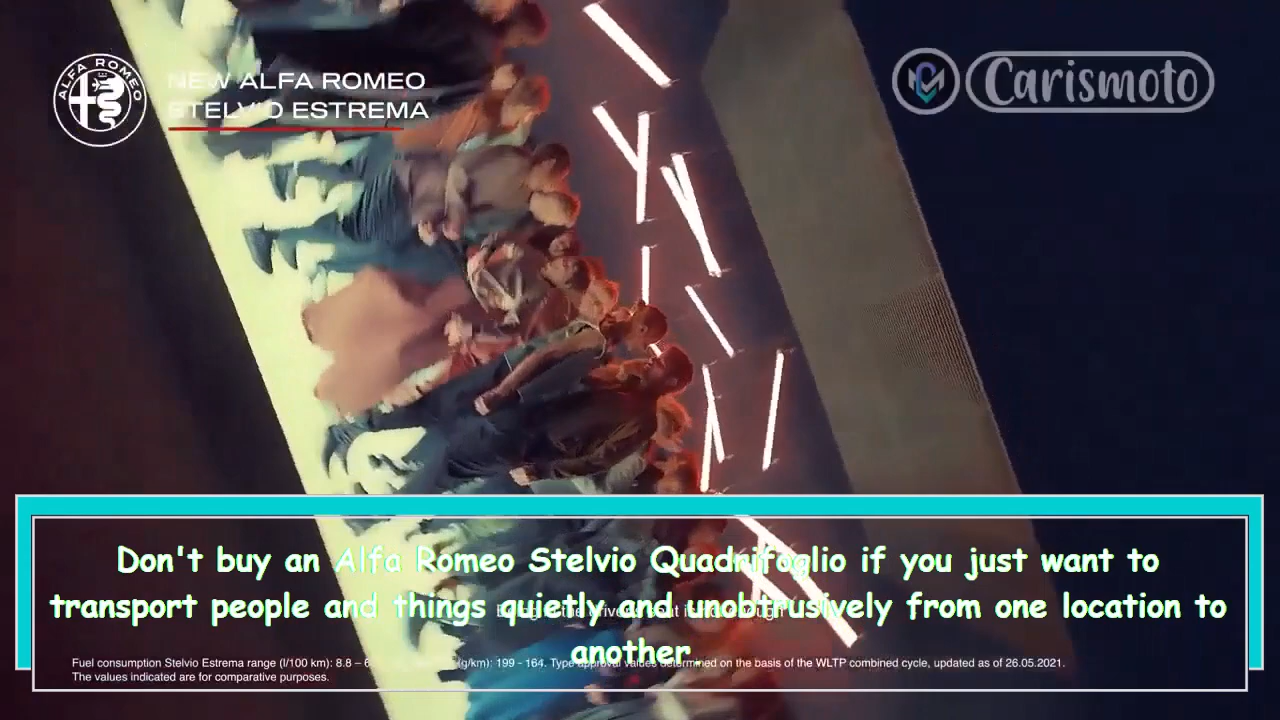 ALFA ROMEO
NEW ALFA ROMEO
STELVIO ESTREMA
Carismoto
Don't buy an Alfa Romeo Stelvio Quadrifoglio if you just want to
transport people and things quietly and unobtrusively from one location to
another.
Fuel consumption Stelvio Estrema range (l/100 km): 8.8 – (g/km): 199 - 164. Type approval values determined on the basis of the WLTP combined cycle, updated as of 26.05.2021.
The values indicated are for comparative purposes.